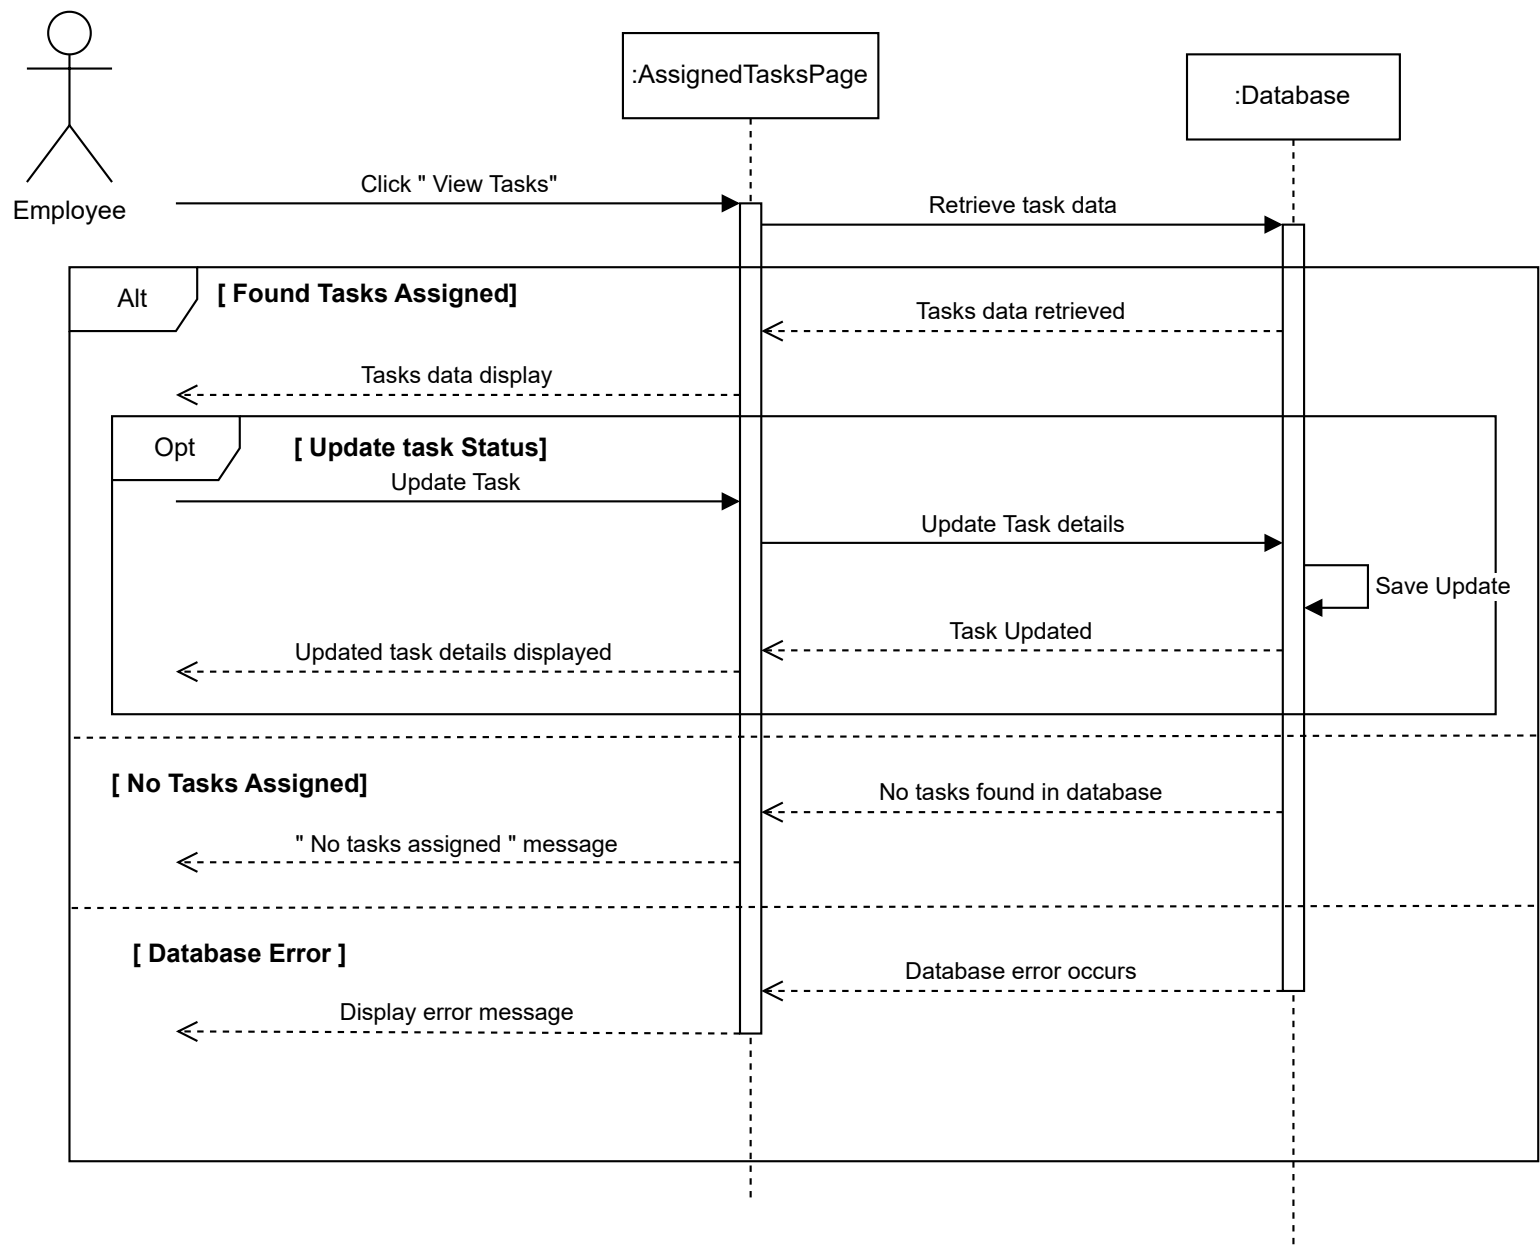 :AssignedTasksPage
:Database
Employee
Click " View Tasks"
Retrieve task data
Alt
[ Found Tasks Assigned]
Tasks data retrieved
Tasks data display
Opt
[ Update task Status]
Update Task
Update Task details
Save Update
Task Updated
Updated task details displayed
[ No Tasks Assigned]
No tasks found in database
" No tasks assigned " message
[ Database Error ]
Database error occurs
Display error message